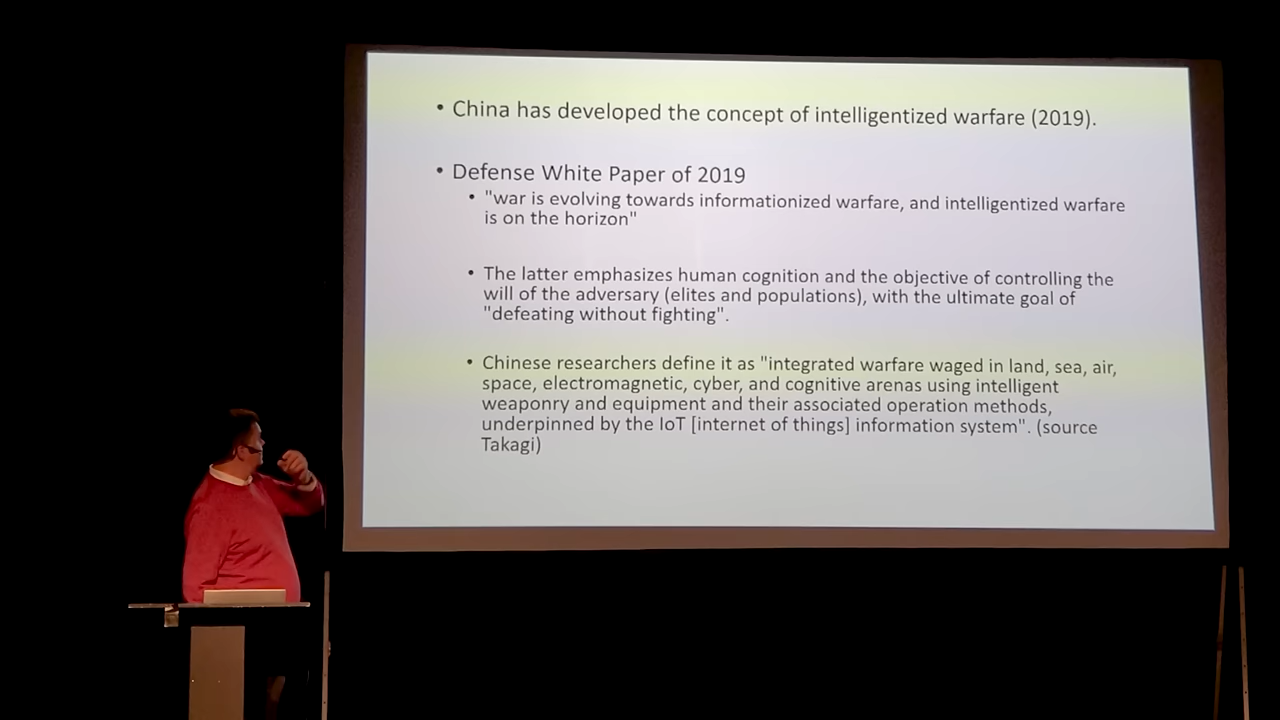 • China has developed the concept of intelligentized warfare (2019).
• Defense White Paper of 2019
• "war is evolving towards informationized warfare, and intelligentized warfare
is on the horizon"
• The latter emphasizes human cognition and the objective of controlling the
will of the adversary (elites and populations), with the ultimate goal of
"defeating without fighting".
• Chinese researchers define it as "integrated warfare waged in land, sea, air,
space, electromagnetic, cyber, and cognitive arenas using intelligent
weaponry and equipment and their associated operation methods,
underpinned by the IoT [internet of things] information system". (source
Takagi)